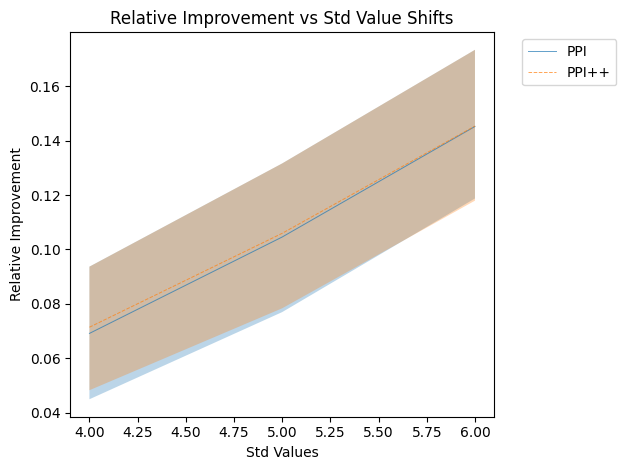 Relative Improvement vs Std Value Shifts
PPI
PPI++
Relative Improvement
0.16
0.14
0.12
0.10
0.08
0.06
0.04
4.00 4.25 4.50 4.75 5.00 5.25 5.50 5.75 6.00
Std Values